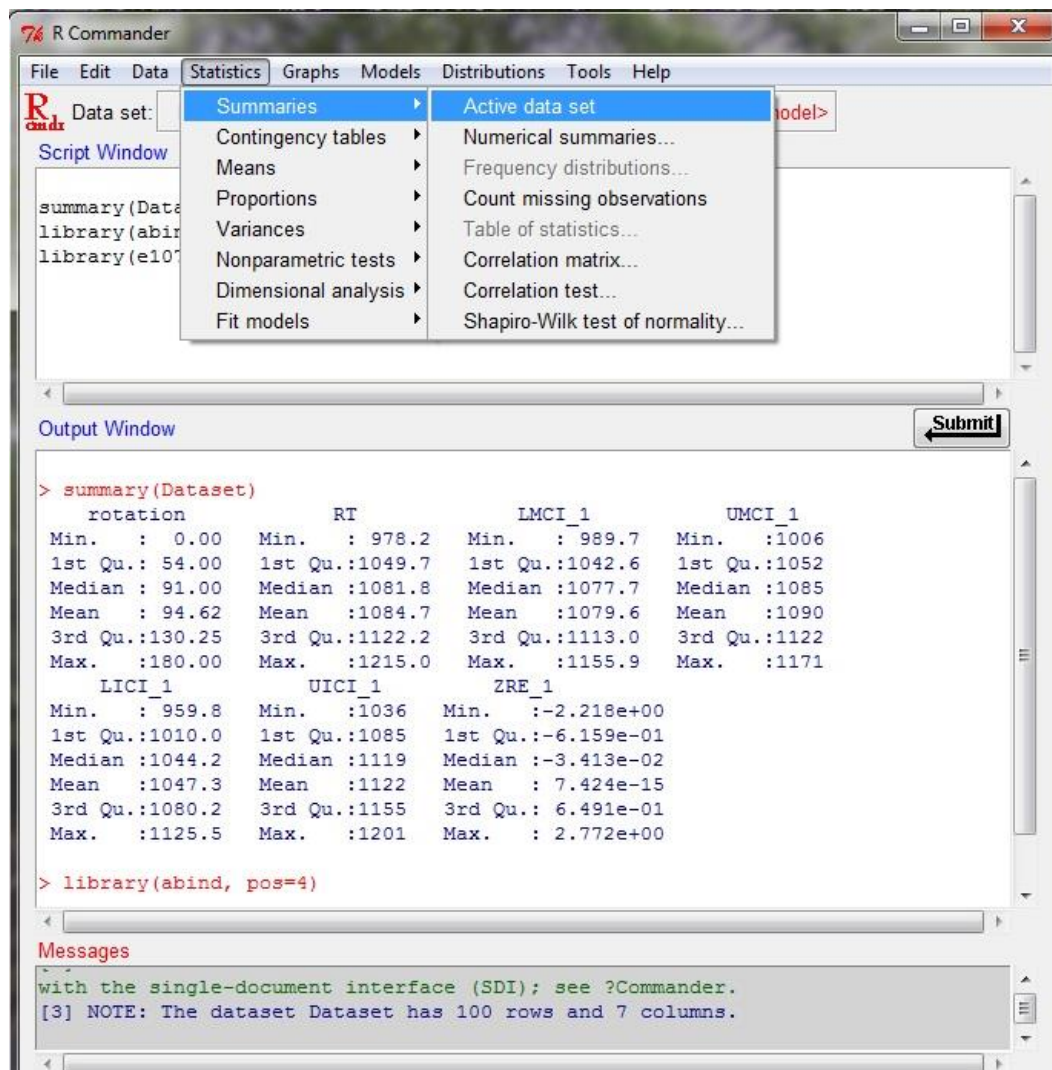 R Commander
File Edit Data Statistics Graphs Models Distributions Tools Help
R cmdr Data set:
Summaries
Contingency tables
Means
Proportions
Variances
Nonparametric tests
Dimensional analysis
Fit models
Active data set
Numerical summaries...
Frequency distributions...
Count missing observations
Table of statistics...
Correlation matrix...
Correlation test...
Shapiro-Wilk test of normality...
odel>
Script Window
summary(Data
library(abin
library(e107
Output Window
Submit
> summary(Dataset)
rotation RT LMCI_1 UMCI_1
Min. : 0.00 Min. : 978.2 Min. : 989.7 Min. :1006
1st Qu.: 54.00 1st Qu.:1049.7 1st Qu.:1042.6 1st Qu.:1052
Median : 91.00 Median :1081.8 Median :1077.7 Median :1085
Mean : 94.62 Mean :1084.7 Mean :1079.6 Mean :1090
3rd Qu.:130.25 3rd Qu.:1122.2 3rd Qu.:1113.0 3rd Qu.:1122
Max. :180.00 Max. :1215.0 Max. :1155.9 Max. :1171
LICI_1 UICI_1 ZRE_1
Min. : 959.8 Min. :1036 Min. :-2.218e+00
1st Qu.:1010.0 1st Qu.:1085 1st Qu.:-6.159e-01
Median :1044.2 Median :1119 Median :-3.413e-02
Mean :1047.3 Mean :1122 Mean : 7.424e-15
3rd Qu.:1080.2 3rd Qu.:1155 3rd Qu.: 6.491e-01
Max. :1125.5 Max. :1201 Max. : 2.772e+00
> library(abind, pos=4)
Messages
with the single-document interface (SDI); see ?Commander.
[3] NOTE: The dataset Dataset has 100 rows and 7 columns.